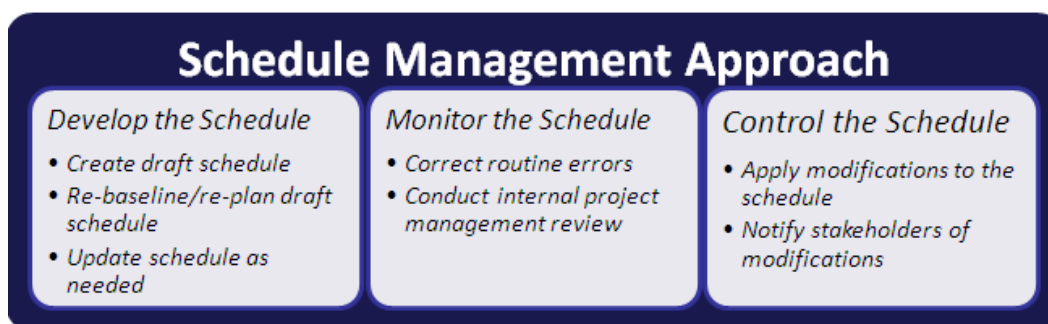 Schedule Management Approach
Develop the Schedule
• Create draft schedule
• Re-baseline/re-plan draft
schedule
• Update schedule as
needed
Monitor the Schedule
• Correct routine errors
• Conduct internal project
management review
Control the Schedule
• Apply modifications to the
schedule
• Notify stakeholders of
modifications